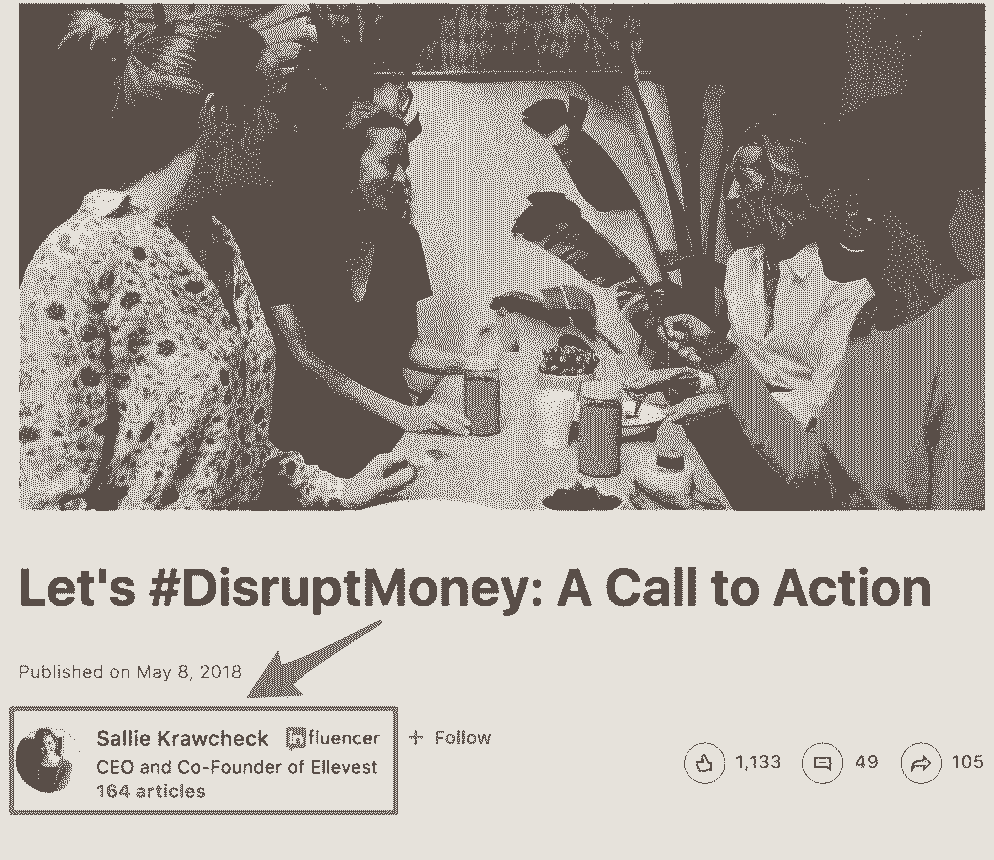 Let's #DisruptMoney: A Call to Action
Published on May 8, 2018
Sallie Krawcheck influencer + Follow
CEO and Co-Founder of Ellevest
164 articles
1,133 49 105